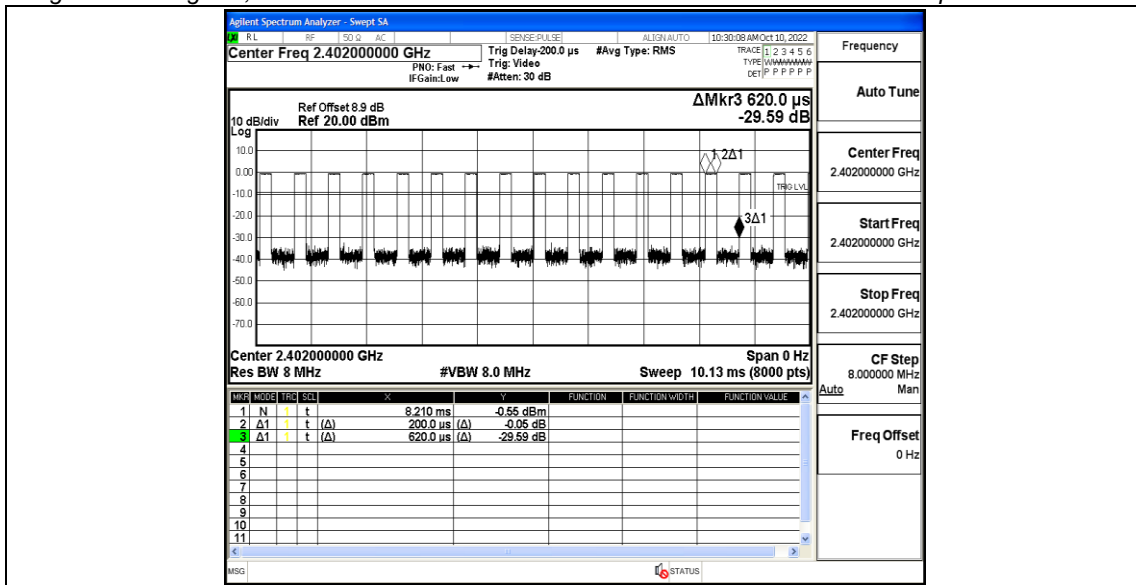 Agilent Spectrum Analyzer - Swept SA
RL RF 50 Ω AC SENSE:PULSE ALIGN AUTO 10:30:08 AM Oct 10, 2022
Center Freq 2.402000000 GHz Trig Delay-200.0 µs #Avg Type: RMS TRACE 1 2 3 4 5 6
PNO: Fast Trig: Video TYPE
IFGain:Low #Atten: 30 dB DET P P P P P P
Ref Offset 8.9 dB ΔMkr3 620.0 µs
10 dB/div Ref 20.00 dBm -29.59 dB
Log
10.0
1 2Δ1
0.00
TRIG LVL
-10.0
-20.0
3Δ1
-30.0
-40.0
-50.0
-60.0
-70.0
Center 2.402000000 GHz Span 0 Hz
Res BW 8 MHz #VBW 8.0 MHz Sweep 10.13 ms (8000 pts)
MKR MODE TRC SCL X Y FUNCTION FUNCTION WIDTH FUNCTION VALUE
1 N 1 t 8.210 ms -0.55 dBm
2 Δ1 1 t (Δ) 200.0 µs (Δ) -0.05 dB
3 Δ1 1 t (Δ) 620.0 µs (Δ) -29.59 dB
4
5
6
7
8
9
10
11
MSG STATUS
Frequency
Auto Tune
Center Freq
2.402000000 GHz
Start Freq
2.402000000 GHz
Stop Freq
2.402000000 GHz
CF Step
8.000000 MHz
Auto Man
Freq Offset
0 Hz